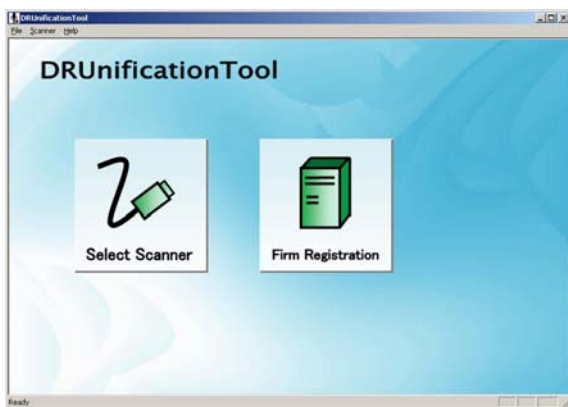 DRUnificationTool
File Scanner Help
DRUnificationTool
Select Scanner
Firm Registration
Ready